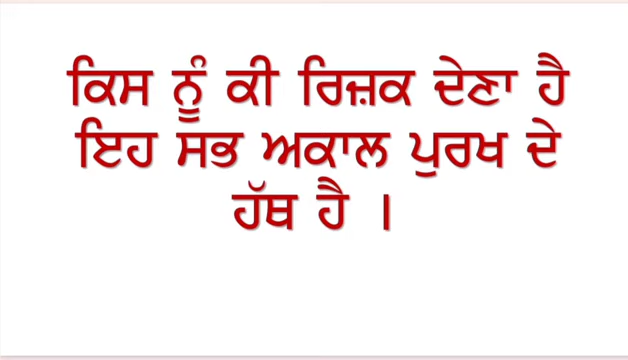 ਕਿਸ ਨੂੰ ਕੀ ਰਿਜ਼ਕ ਦੇਣਾ ਹੈ
ਇਹ ਸਭ ਅਕਾਲ ਪੁਰਖ ਦੇ
ਹੱਥ ਹੈ ।